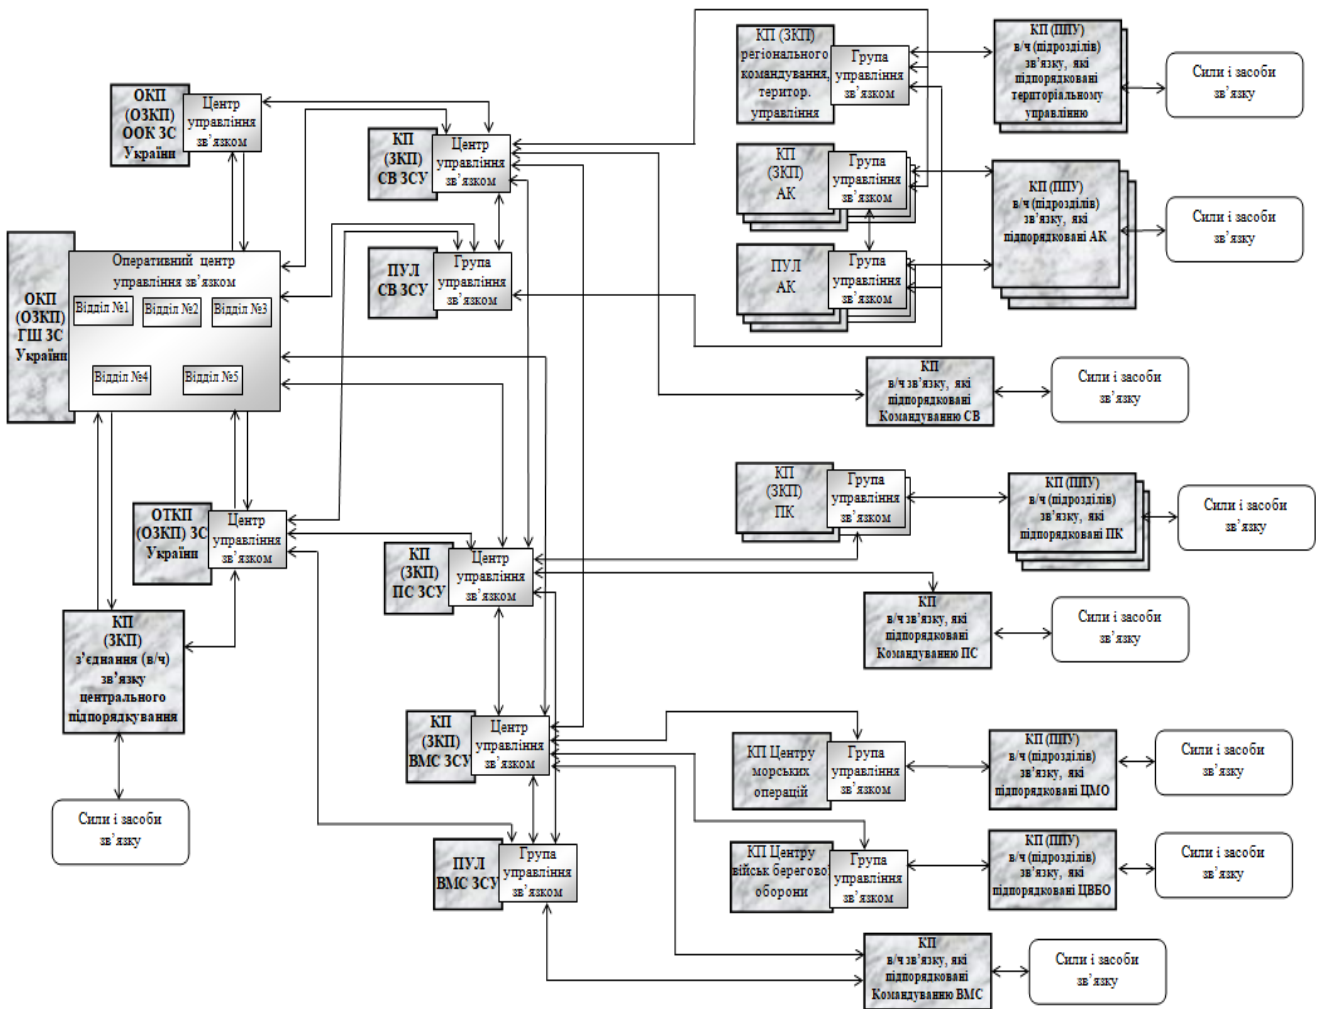 ОКП
(ОЗКП)
ООК ЗС
України
Центр
управління
зв’язком
ОКП
(ОЗКП)
ГШ ЗС
України
Оперативний центр
управління зв’язком
Відділ №1
Відділ №2
Відділ №3
Відділ №4
Відділ №5
ОТКП
(ОЗКП) ЗС
України
Центр
управління
зв’язком
КП
(ЗКП)
з’єднання (в/ч)
зв’язку
центрального
підпорядкування
Сили і засоби
зв’язку
КП
(ЗКП)
СВ ЗСУ
Центр
управління
зв’язком
ПУЛ
СВ ЗСУ
Група
управління
зв’язком
КП
(ЗКП)
ПС ЗСУ
Центр
управління
зв’язком
КП
(ЗКП)
ВМС ЗСУ
Центр
управління
зв’язком
ПУЛ
ВМС ЗСУ
Група
управління
зв’язком
КП (ЗКП)
регіонального
командування,
територ.
управління
Група
управління
зв’язком
КП (ППУ)
в/ч (підрозділів)
зв’язку, які
підпорядковані
територіальному
управлінню
Сили і засоби
зв’язку
КП
(ЗКП)
АК
Група
управління
зв’язком
КП (ППУ)
в/ч (підрозділів)
зв’язку, які
підпорядковані АК
Сили і засоби
зв’язку
ПУЛ
АК
Група
управління
зв’язком
КП
в/ч зв’язку, які
підпорядковані
Командуванню СВ
Сили і засоби
зв’язку
КП
(ЗКП)
ПК
Група
управління
зв’язком
КП (ППУ)
в/ч (підрозділів)
зв’язку, які
підпорядковані ПК
Сили і засоби
зв’язку
КП
в/ч зв’язку, які
підпорядковані
Командуванню ПС
Сили і засоби
зв’язку
КП Центру
морських
операцій
Група
управління
зв’язком
КП (ППУ)
в/ч (підрозділів)
зв’язку, які
підпорядковані ЦМО
Сили і засоби
зв’язку
КП Центру
військ берегової
оборони
Група
управління
зв’язком
КП (ППУ)
в/ч (підрозділів)
зв’язку, які
підпорядковані ЦВБО
Сили і засоби
зв’язку
КП
в/ч зв’язку, які
підпорядковані
Командуванню ВМС
Сили і засоби
зв’язку